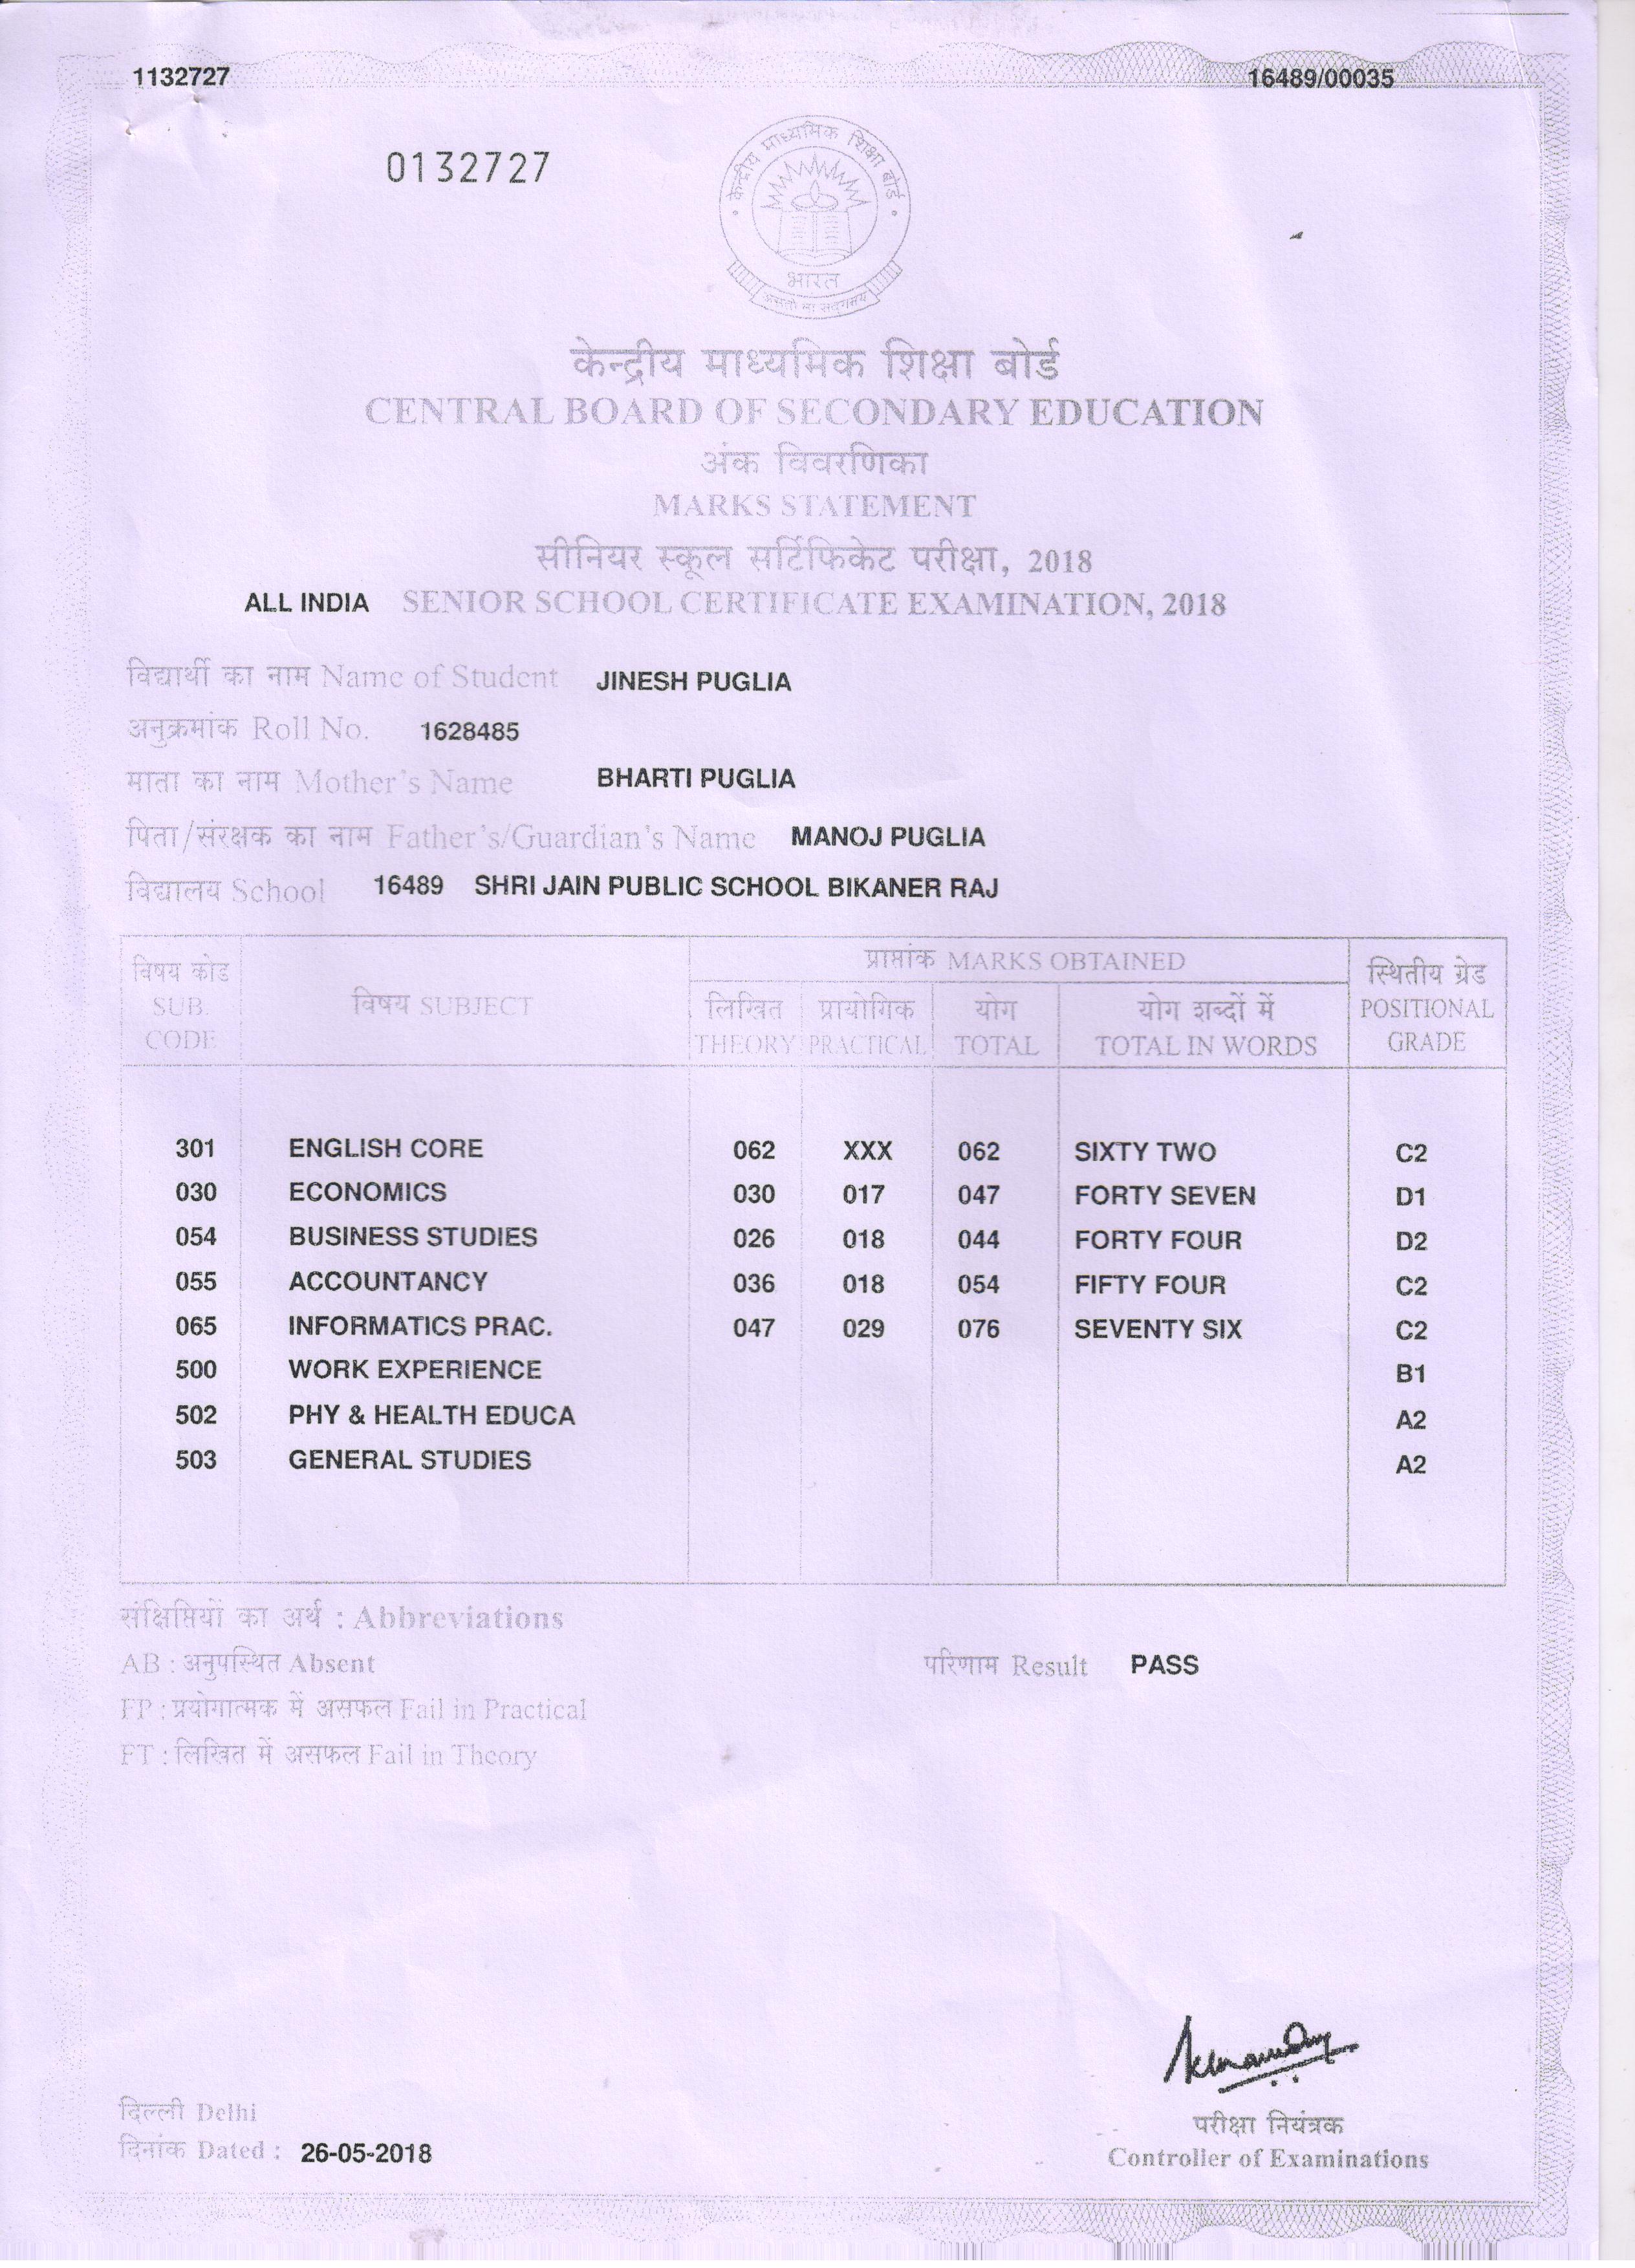 1132727
16489/00035
0132727
केन्द्रीय माध्यमिक शिक्षा बोर्ड
भारत
असतो मा सद्गमय
केन्द्रीय माध्यमिक शिक्षा बोर्ड
CENTRAL BOARD OF SECONDARY EDUCATION
अंक विवरणिका
MARKS STATEMENT
सीनियर स्कूल सर्टिफिकेट परीक्षा, 2018
ALL INDIA SENIOR SCHOOL CERTIFICATE EXAMINATION, 2018
विद्यार्थी का नाम Name of Student JINESH PUGLIA
अनुक्रमांक Roll No. 1628485
माता का नाम Mother's Name BHARTI PUGLIA
पिता/संरक्षक का नाम Father's/Guardian's Name MANOJ PUGLIA
विद्यालय School 16489 SHRI JAIN PUBLIC SCHOOL BIKANER RAJ
विषय कोड SUB. CODE
विषय SUBJECT
प्राप्तांक MARKS OBTAINED
लिखित THEORY
प्रायोगिक PRACTICAL
योग TOTAL
योग शब्दों में TOTAL IN WORDS
स्थितीय ग्रेड POSITIONAL GRADE
301 ENGLISH CORE 062 XXX 062 SIXTY TWO C2
030 ECONOMICS 030 017 047 FORTY SEVEN D1
054 BUSINESS STUDIES 026 018 044 FORTY FOUR D2
055 ACCOUNTANCY 036 018 054 FIFTY FOUR C2
065 INFORMATICS PRAC. 047 029 076 SEVENTY SIX C2
500 WORK EXPERIENCE B1
502 PHY & HEALTH EDUCA A2
503 GENERAL STUDIES A2
संक्षिप्तियों का अर्थ : Abbreviations
AB : अनुपस्थित Absent
परिणाम Result PASS
FP : प्रयोगात्मक में असफल Fail in Practical
FT : लिखित में असफल Fail in Theory
दिल्ली Delhi
दिनांक Dated : 26-05-2018
परीक्षा नियंत्रक
Controller of Examinations